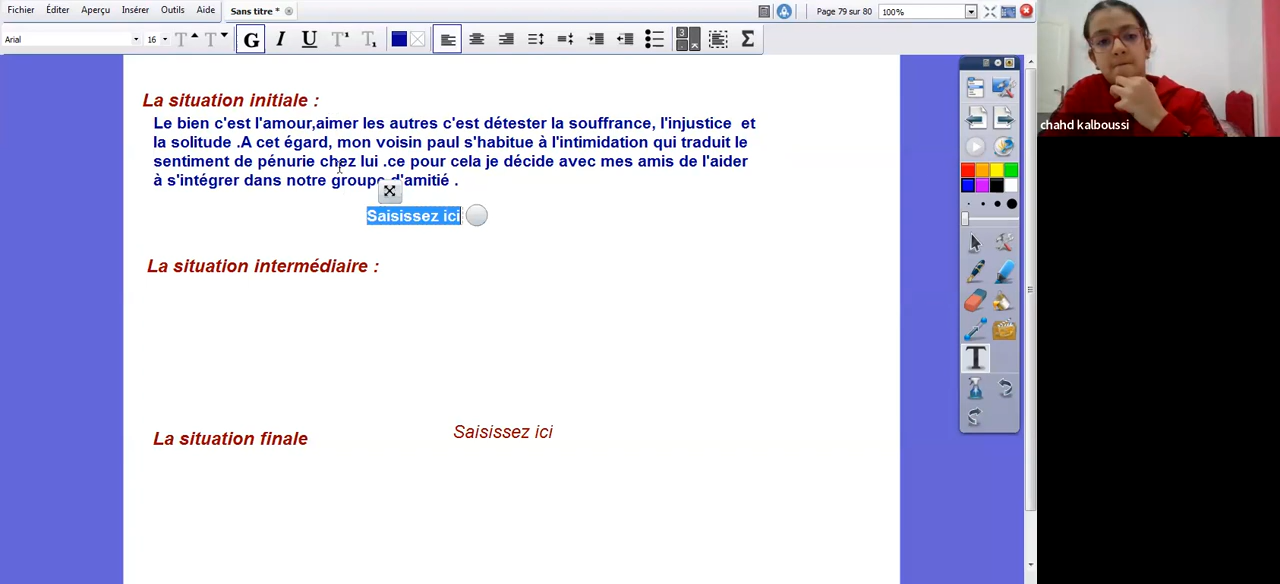 Fichier Éditer Aperçu Insérer Outils Aide Sans titre * Page 79 sur 80 100%
Arial 16 T T G I U T¹ T₁ Σ
chahd kalboussi
La situation initiale :
Le bien c'est l'amour,aimer les autres c'est détester la souffrance, l'injustice et
la solitude .A cet égard, mon voisin paul s'habitue à l'intimidation qui traduit le
sentiment de pénurie chez lui .ce pour cela je décide avec mes amis de l'aider
à s'intégrer dans notre groupe d'amitié .
Saisissez ici
La situation intermédiaire :
La situation finale
Saisissez ici
T